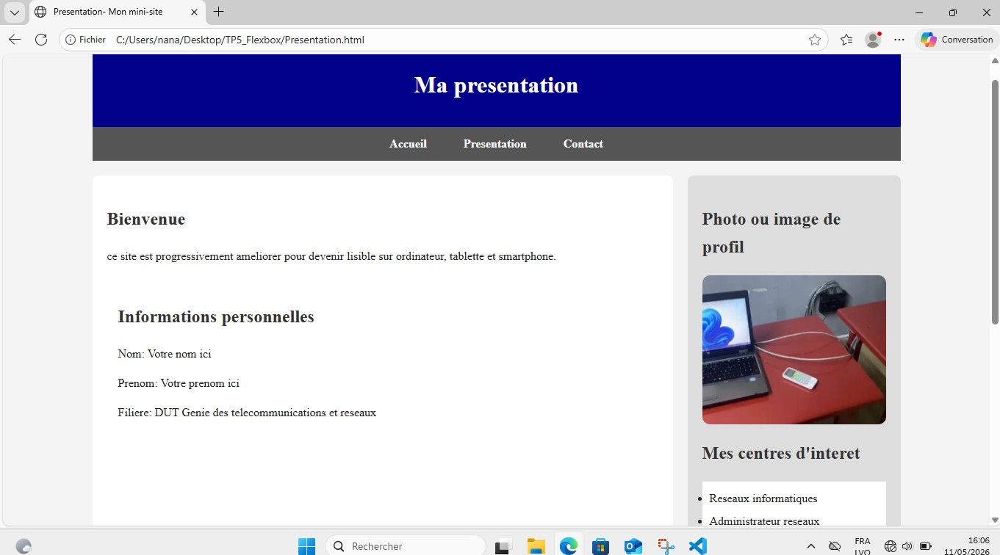 Presentation- Mon mini-site
Fichier C:/Users/nana/Desktop/TP5_Flexbox/Presentation.html
Conversation
Ma presentation
Accueil Presentation Contact
Bienvenue
ce site est progressivement ameliorer pour devenir lisible sur ordinateur, tablette et smartphone.
Informations personnelles
Nom: Votre nom ici
Prenom: Votre prenom ici
Filiere: DUT Genie des telecommunications et reseaux
Photo ou image de
profil
Mes centres d'interet
Reseaux informatiques
Administrateur reseaux
Rechercher
FRA
LVO
16:06
11/05/2026